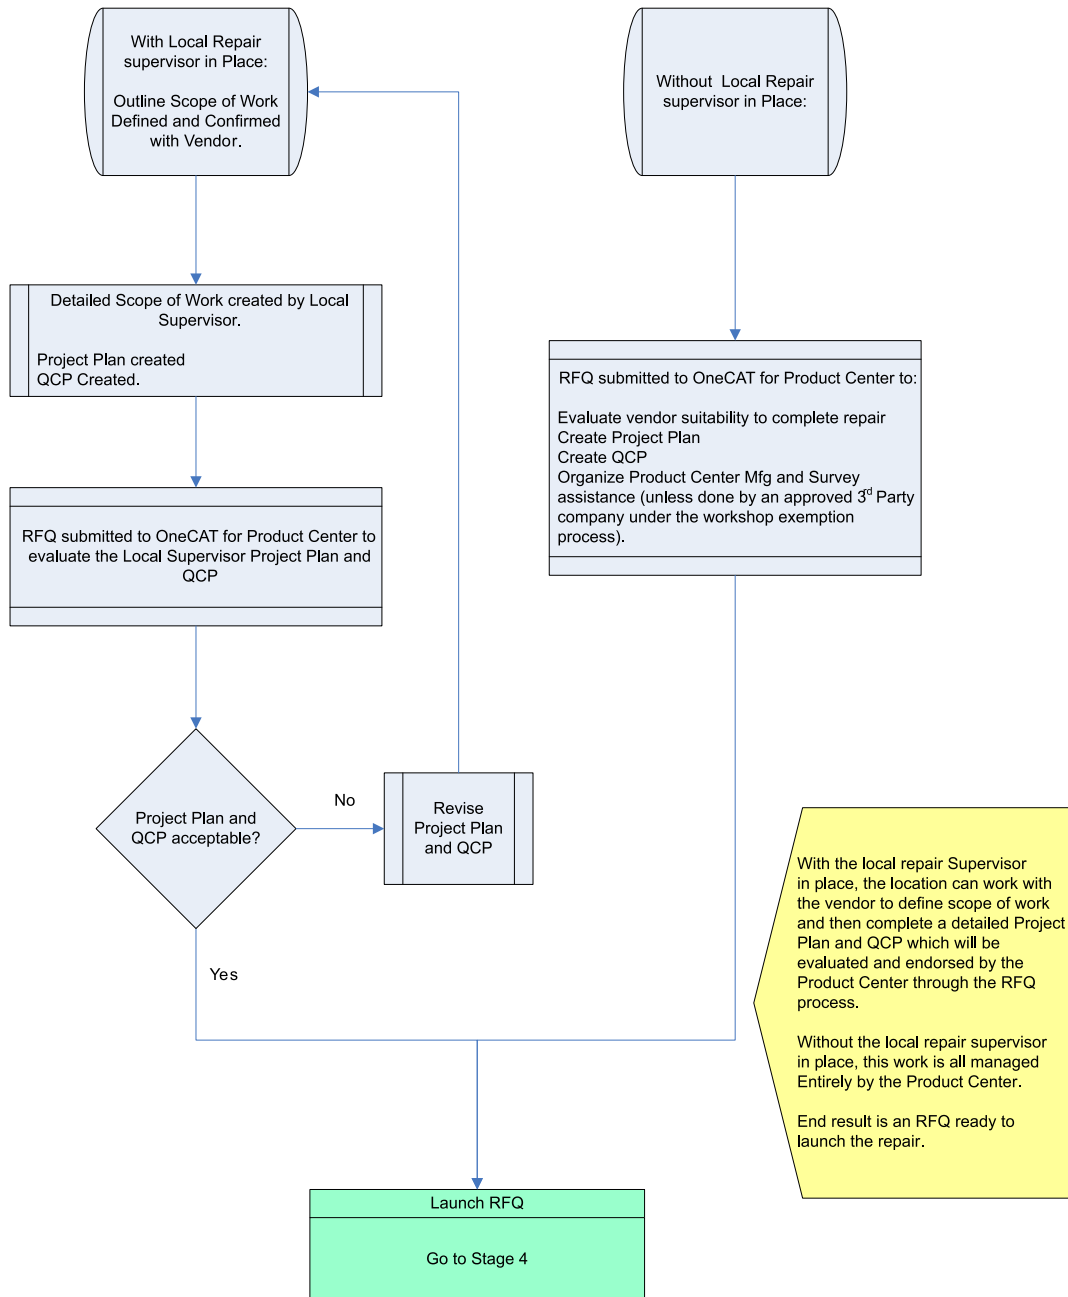 With Local Repair
supervisor in Place:
Outline Scope of Work
Defined and Confirmed
with Vendor.
Without Local Repair
supervisor in Place:
Detailed Scope of Work created by Local
Supervisor.
Project Plan created
QCP Created.
RFQ submitted to OneCAT for Product Center to:
Evaluate vendor suitability to complete repair
Create Project Plan
Create QCP
Organize Product Center Mfg and Survey
assistance (unless done by an approved 3rd Party
company under the workshop exemption
process).
RFQ submitted to OneCAT for Product Center to
evaluate the Local Supervisor Project Plan and
QCP
Project Plan and
QCP acceptable?
No
Revise
Project Plan
and QCP
Yes
With the local repair Supervisor
in place, the location can work with
the vendor to define scope of work
and then complete a detailed Project
Plan and QCP which will be
evaluated and endorsed by the
Product Center through the RFQ
process.
Without the local repair supervisor
in place, this work is all managed
Entirely by the Product Center.
End result is an RFQ ready to
launch the repair.
Launch RFQ
Go to Stage 4